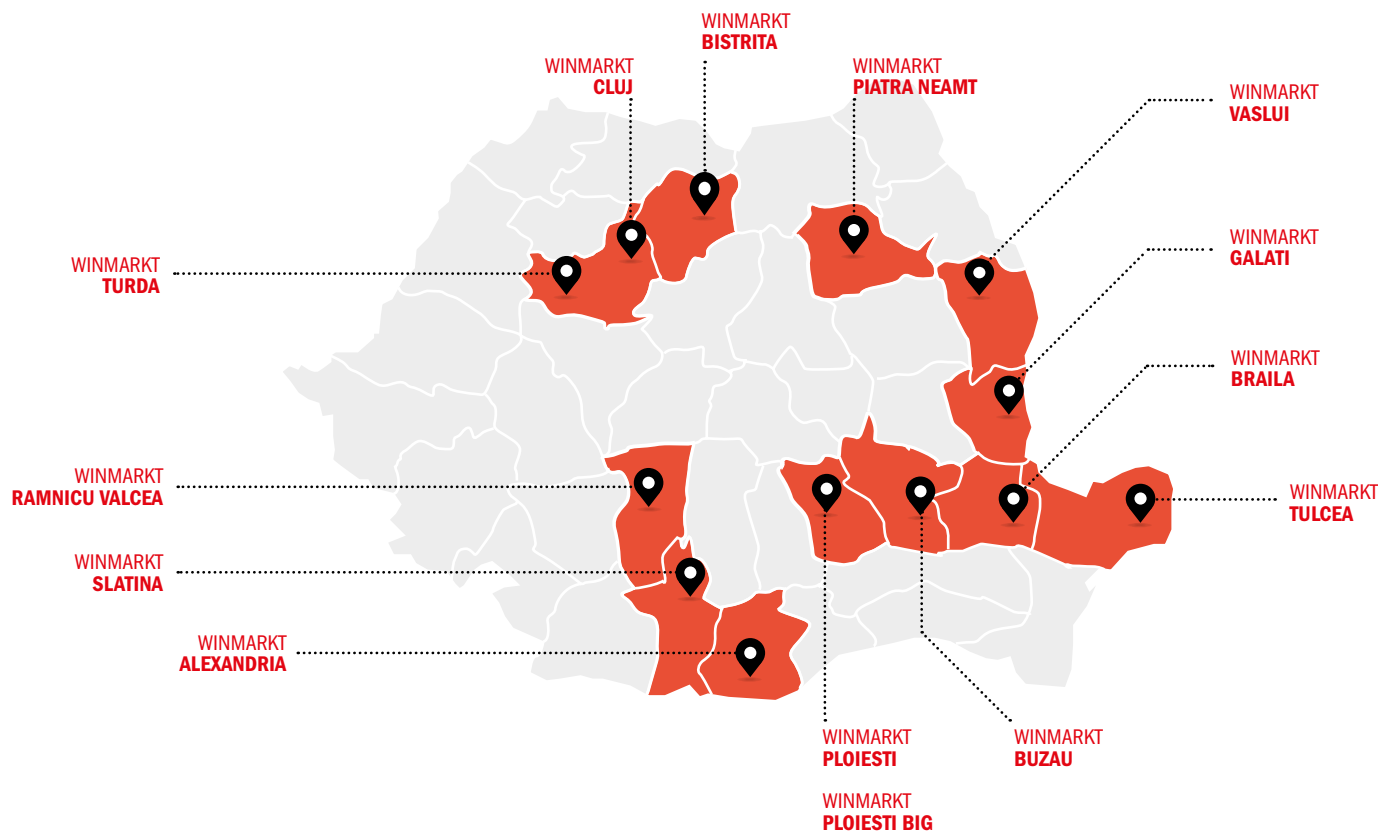 WINMARKT
BISTRITA
WINMARKT
CLUJ
WINMARKT
PIATRA NEAMT
WINMARKT
VASLUI
WINMARKT
GALATI
WINMARKT
TURDA
WINMARKT
BRAILA
WINMARKT
RAMNICU VALCEA
WINMARKT
TULCEA
WINMARKT
SLATINA
WINMARKT
ALEXANDRIA
WINMARKT
PLOIESTI
WINMARKT
BUZAU
WINMARKT
PLOIESTI BIG